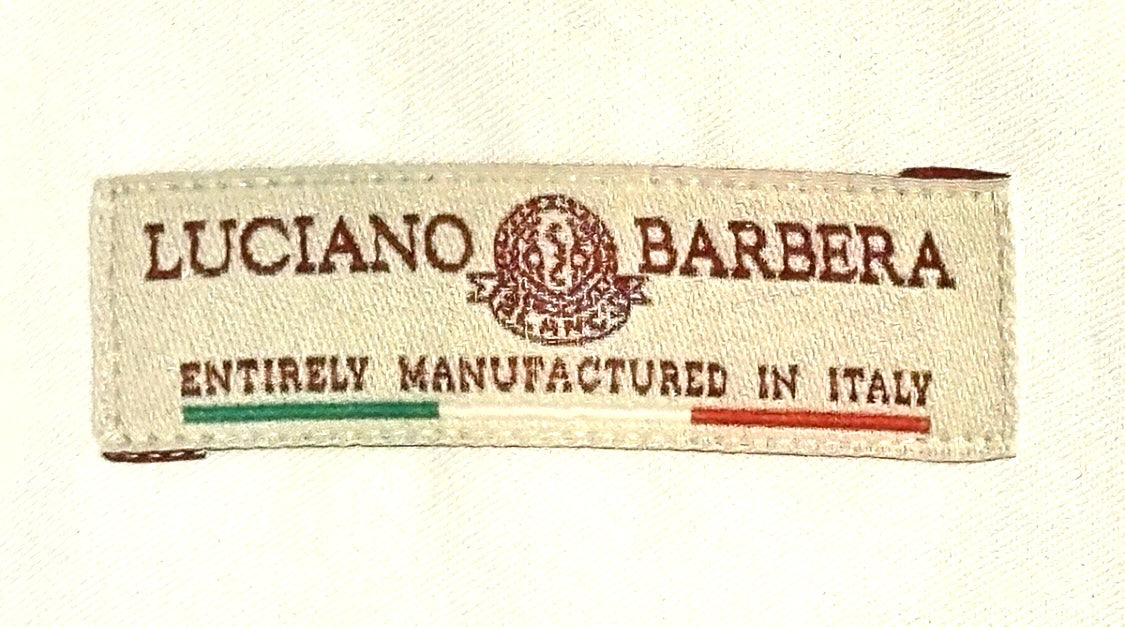 LUCIANO BARBERA
ENTIRELY MANUFACTURED IN ITALY